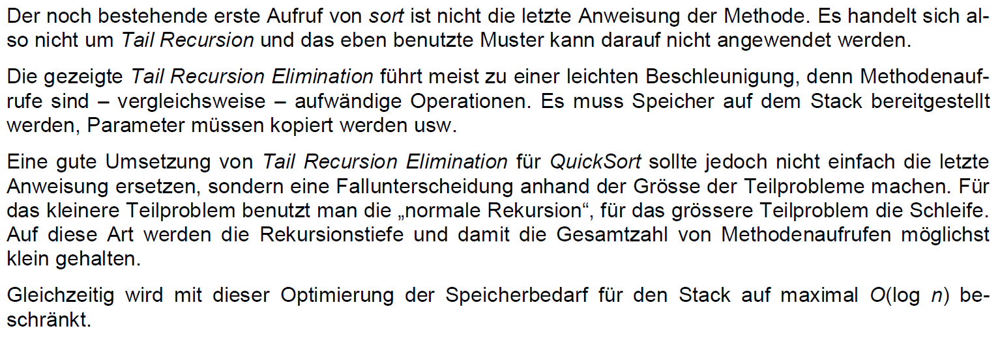 Der noch bestehende erste Aufruf von sort ist nicht die letzte Anweisung der Methode. Es handelt sich al-
so nicht um Tail Recursion und das eben benutzte Muster kann darauf nicht angewendet werden.
Die gezeigte Tail Recursion Elimination führt meist zu einer leichten Beschleunigung, denn Methodenauf-
rufe sind – vergleichsweise – aufwändige Operationen. Es muss Speicher auf dem Stack bereitgestellt
werden, Parameter müssen kopiert werden usw.
Eine gute Umsetzung von Tail Recursion Elimination für QuickSort sollte jedoch nicht einfach die letzte
Anweisung ersetzen, sondern eine Fallunterscheidung anhand der Grösse der Teilprobleme machen. Für
das kleinere Teilproblem benutzt man die „normale Rekursion“, für das grössere Teilproblem die Schleife.
Auf diese Art werden die Rekursionstiefe und damit die Gesamtzahl von Methodenaufrufen möglichst
klein gehalten.
Gleichzeitig wird mit dieser Optimierung der Speicherbedarf für den Stack auf maximal O(log n) be-
schränkt.